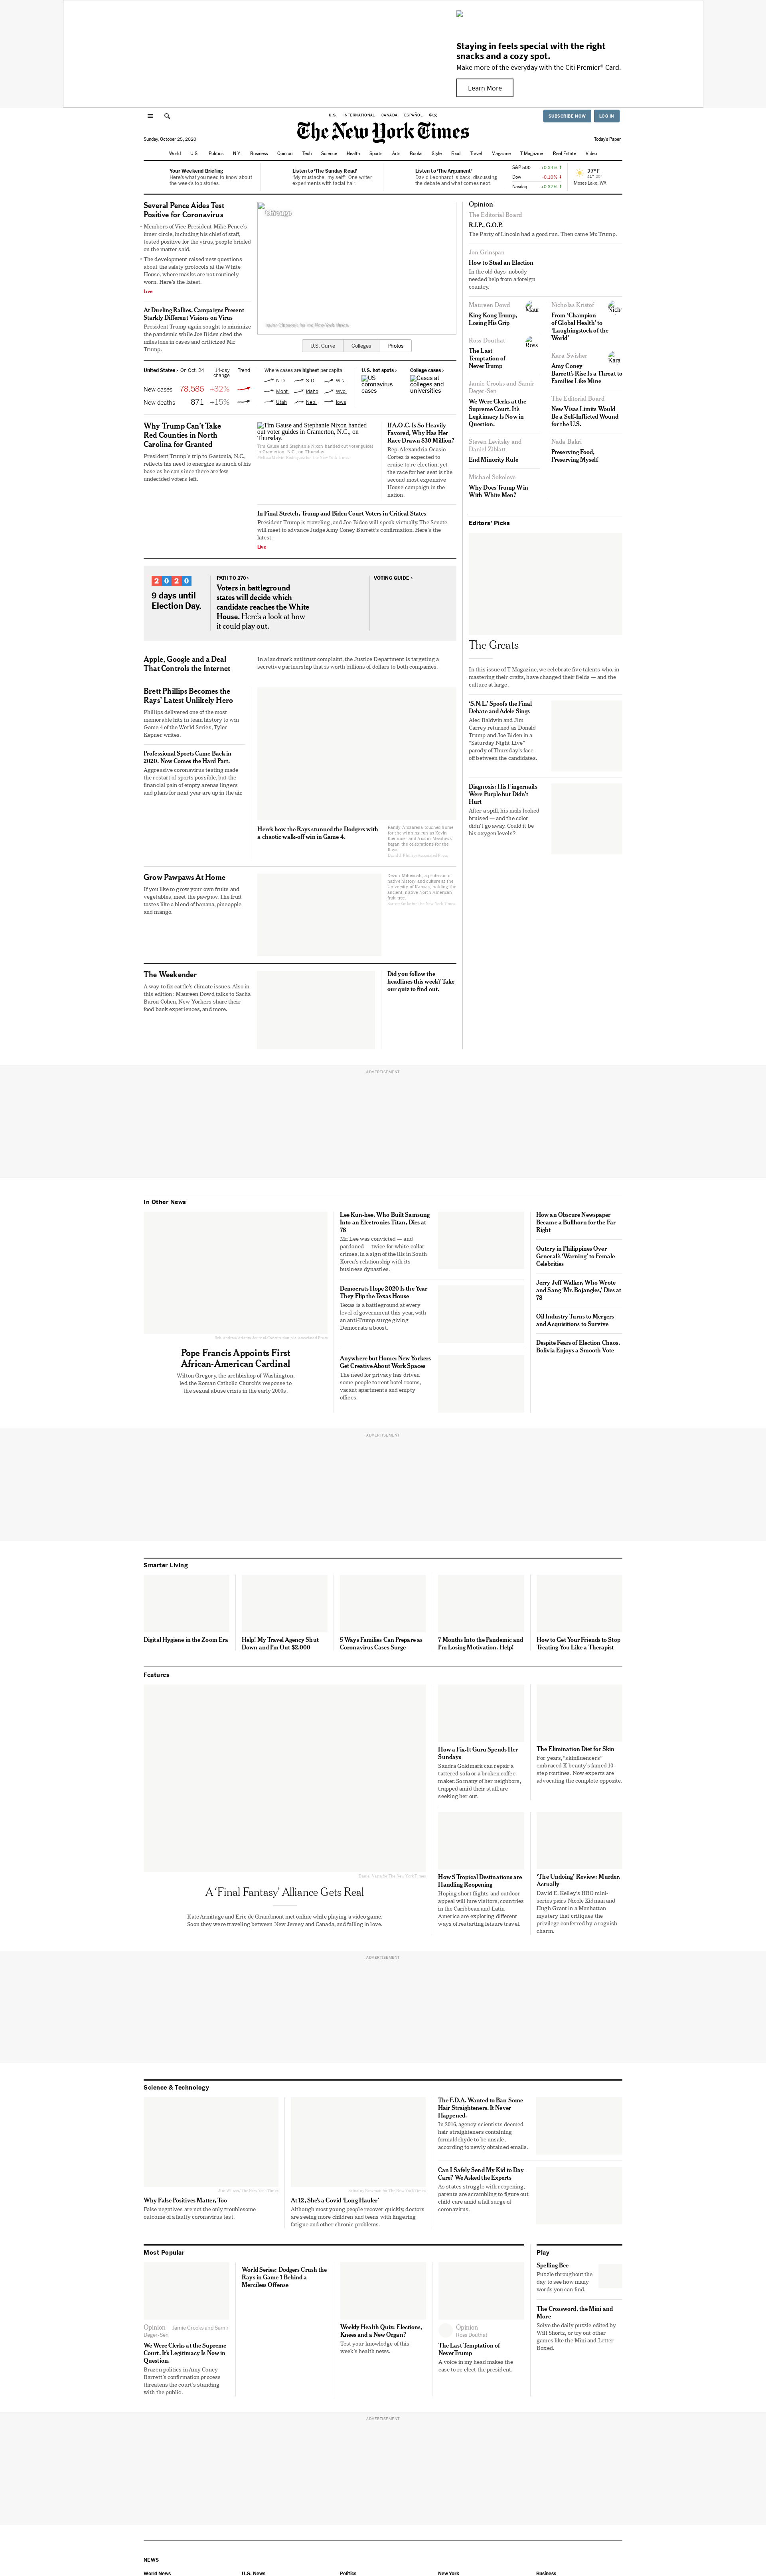 Staying in feels special with the right
snacks and a cozy spot.
Make more of the everyday with the Citi Premier® Card.
Learn More
U.S. INTERNATIONAL CANADA ESPAÑOL 中文
SUBSCRIBE NOW LOG IN
The New York Times
Sunday, October 25, 2020
Today's Paper
World U.S. Politics N.Y. Business Opinion Tech Science Health Sports Arts Books Style Food Travel Magazine T Magazine Real Estate Video
Your Weekend Briefing
Here's what you need to know about
the week's top stories.
Listen to 'The Sunday Read'
'My mustache, my self': One writer
experiments with facial hair.
Listen to 'The Argument'
David Leonhardt is back, discussing
the debate and what comes next.
S&P 500 +0.34% ↑
Dow -0.10% ↓
Nasdaq +0.37% ↑
27°F
Moses Lake, WA
Several Pence Aides Test
Positive for Coronavirus
Members of Vice President Mike Pence's
inner circle, including his chief of staff,
tested positive for the virus, people briefed
on the matter said.
The development raised new questions
about the safety protocols at the White
House, where masks are not routinely
worn. Here's the latest.
Live
At Dueling Rallies, Campaigns Present
Starkly Different Visions on Virus
President Trump again sought to minimize
the pandemic while Joe Biden cited the
milestone in cases and criticized Mr.
Trump.
Chicago
Taylor Glascock for The New York Times
U.S. Curve Colleges Photos
United States › On Oct. 24 14-day
change Trend
New cases 78,586 +32%
New deaths 871 +15%
Where cases are highest per capita
N.D. S.D. Wis.
Mont. Idaho Wyo.
Utah Neb. Iowa
U.S. hot spots ›
US
coronavirus
cases
College cases ›
Cases at
colleges and
universities
Why Trump Can't Take
Red Counties in North
Carolina for Granted
President Trump's trip to Gastonia, N.C.,
reflects his need to energize as much of his
base as he can since there are few
undecided voters left.
Tim Gause and Stephanie Nixon handed
out voter guides in Cramerton, N.C., on
Thursday.
Tim Gause and Stephanie Nixon handed out voter guides
in Cramerton, N.C., on Thursday.
If A.O.C. Is So Heavily
Favored, Why Has Her
Race Drawn $30 Million?
Rep. Alexandria Ocasio-
Cortez is expected to
cruise to re-election, yet
the race for her seat is the
second most expensive
House campaign in the
nation.
In Final Stretch, Trump and Biden Court Voters in Critical States
President Trump is traveling, and Joe Biden will speak virtually. The Senate
will meet to advance Judge Amy Coney Barrett's confirmation. Here's the
latest.
Live
2020
9 days until
Election Day.
PATH TO 270 ›
Voters in battleground
states will decide which
candidate reaches the White
House. Here's a look at how
it could play out.
VOTING GUIDE ›
Apple, Google and a Deal
That Controls the Internet
In a landmark antitrust complaint, the Justice Department is targeting a
secretive partnership that is worth billions of dollars to both companies.
Brett Phillips Becomes the
Rays' Latest Unlikely Hero
Phillips delivered one of the most
memorable hits in team history to win
Game 4 of the World Series, Tyler
Kepner writes.
Professional Sports Came Back in
2020. Now Comes the Hard Part.
Aggressive coronavirus testing made
the restart of sports possible, but the
financial pain of empty arenas lingers
and plans for next year are up in the air.
Here's how the Rays stunned the Dodgers with
a chaotic walk-off win in Game 4.
Randy Arozarena touched home
for the winning run as Kevin
Kiermaier and Austin Meadows
began the celebrations for the
Rays.
Grow Pawpaws At Home
If you like to grow your own fruits and
vegetables, meet the pawpaw. The fruit
tastes like a blend of banana, pineapple
and mango.
Devon Mihesuah, a professor of
native history and culture at the
University of Kansas, holding the
ancient, native North American
fruit tree.
The Weekender
A way to fix cattle's climate issues. Also in
this edition: Maureen Dowd talks to Sacha
Baron Cohen, New Yorkers share their
food bank experiences, and more.
Did you follow the
headlines this week? Take
our quiz to find out.
Opinion
The Editorial Board
R.I.P., G.O.P.
The Party of Lincoln had a good run. Then came Mr. Trump.
Jon Grinspan
How to Steal an Election
In the old days, nobody
needed help from a foreign
country.
Maureen Dowd
King Kong Trump,
Losing His Grip
Ross Douthat
The Last
Temptation of
NeverTrump
Jamie Crooks and Samir
Deger-Sen
We Were Clerks at the
Supreme Court. It's
Legitimacy Is Now in
Question.
Steven Levitsky and
Daniel Ziblatt
End Minority Rule
Michael Sokolove
Why Does Trump Win
With White Men?
Nicholas Kristof
From 'Champion
of Global Health' to
'Laughingstock of the
World'
Kara Swisher
Amy Coney
Barrett's Rise Is a Threat to
Families Like Mine
The Editorial Board
New Visas Limits Would
Be a Self-Inflicted Wound
for the U.S.
Nada Bakri
Preserving Food,
Preserving Myself
Editors' Picks
The Greats
In this issue of T Magazine, we celebrate five talents who, in
mastering their crafts, have changed their fields — and the
culture at large.
'S.N.L.' Spoofs the Final
Debate and Adele Sings
Alec Baldwin and Jim
Carrey returned as Donald
Trump and Joe Biden in a
"Saturday Night Live"
parody of Thursday's face-
off between the candidates.
Diagnosis: His Fingernails
Were Purple but Didn't
Hurt
After a spill, his nails looked
bruised — and the color
didn't go away. Could it be
his oxygen levels?
ADVERTISEMENT
In Other News
Pope Francis Appoints First
African-American Cardinal
Wilton Gregory, the archbishop of Washington,
led the Roman Catholic Church's response to
the sexual abuse crisis in the early 2000s.
Lee Kun-hee, Who Built Samsung
Into an Electronics Titan, Dies at
78
Mr. Lee was convicted — and
pardoned — twice for white-collar
crimes, in a sign of the ills in South
Korea's relationship with its
business dynasties.
Democrats Hope 2020 Is the Year
They Flip the Texas House
Texas is a battleground at every
level of government this year, with
an anti-Trump surge giving
Democrats a boost.
Anywhere but Home: New Yorkers
Get Creative About Work Spaces
The need for privacy has driven
some people to rent hotel rooms,
vacant apartments and empty
offices.
How an Obscure Newspaper
Became a Bullhorn for the Far
Right
Outcry in Philippines Over
General's 'Warning' to Female
Celebrities
Jerry Jeff Walker, Who Wrote
and Sang 'Mr. Bojangles,' Dies at
78
Oil Industry Turns to Mergers
and Acquisitions to Survive
Despite Fears of Election Chaos,
Bolivia Enjoys a Smooth Vote
ADVERTISEMENT
Smarter Living
Digital Hygiene in the Zoom Era
Help! My Travel Agency Shut
Down and I'm Out $2,000
5 Ways Families Can Prepare as
Coronavirus Cases Surge
7 Months Into the Pandemic and
I'm Losing Motivation. Help!
How to Get Your Friends to Stop
Treating You Like a Therapist
Features
A 'Final Fantasy' Alliance Gets Real
Kate Armitage and Eric de Grandmont met online while playing a video game.
Soon they were traveling between New Jersey and Canada, and falling in love.
How a Fix-It Guru Spends Her
Sundays
Sandra Goldmark can repair a
tattered sofa or a broken coffee
maker. So many of her neighbors,
trapped amid their stuff, are
seeking her out.
The Elimination Diet for Skin
For years, "skinfluencers"
embraced K-beauty's famed 10-
step routines. Now experts are
advocating the complete opposite.
How 5 Tropical Destinations are
Handling Reopening
Hoping short flights and outdoor
appeal will lure visitors, countries
in the Caribbean and Latin
America are exploring different
ways of restarting leisure travel.
'The Undoing' Review: Murder,
Actually
David E. Kelley's HBO mini-
series pairs Nicole Kidman and
Hugh Grant in a Manhattan
mystery that critiques the
privilege conferred by a roguish
charm.
ADVERTISEMENT
Science & Technology
Why False Positives Matter, Too
False negatives are not the only troublesome
outcome of a faulty coronavirus test.
At 12, She's a Covid 'Long Hauler'
Although most young people recover quickly, doctors
are seeing more children and teens with lingering
fatigue and other chronic problems.
The F.D.A. Wanted to Ban Some
Hair Straighteners. It Never
Happened.
In 2016, agency scientists deemed
hair straighteners containing
formaldehyde to be unsafe,
according to newly obtained emails.
Can I Safely Send My Kid to Day
Care? We Asked the Experts
As states struggle with reopening,
parents are scrambling to figure out
child care amid a fall surge of
coronavirus.
Most Popular
Opinion | Jamie Crooks and Samir
Deger-Sen
We Were Clerks at the Supreme
Court. It's Legitimacy Is Now in
Question.
Brazen politics in Amy Coney
Barrett's confirmation process
threatens the court's standing
with the public.
World Series: Dodgers Crush the
Rays in Game 1 Behind a
Merciless Offense
Weekly Health Quiz: Elections,
Knees and a New Organ?
Test your knowledge of this
week's health news.
Opinion
Ross Douthat
The Last Temptation of
NeverTrump
A voice in my head makes the
case to re-elect the president.
Play
Spelling Bee
Puzzle throughout the
day to see how many
words you can find.
The Crossword, the Mini and
More
Solve the daily puzzle edited by
Will Shortz, or try out other
games like the Mini and Letter
Boxed.
ADVERTISEMENT
NEWS
World News U.S. News Politics New York Business